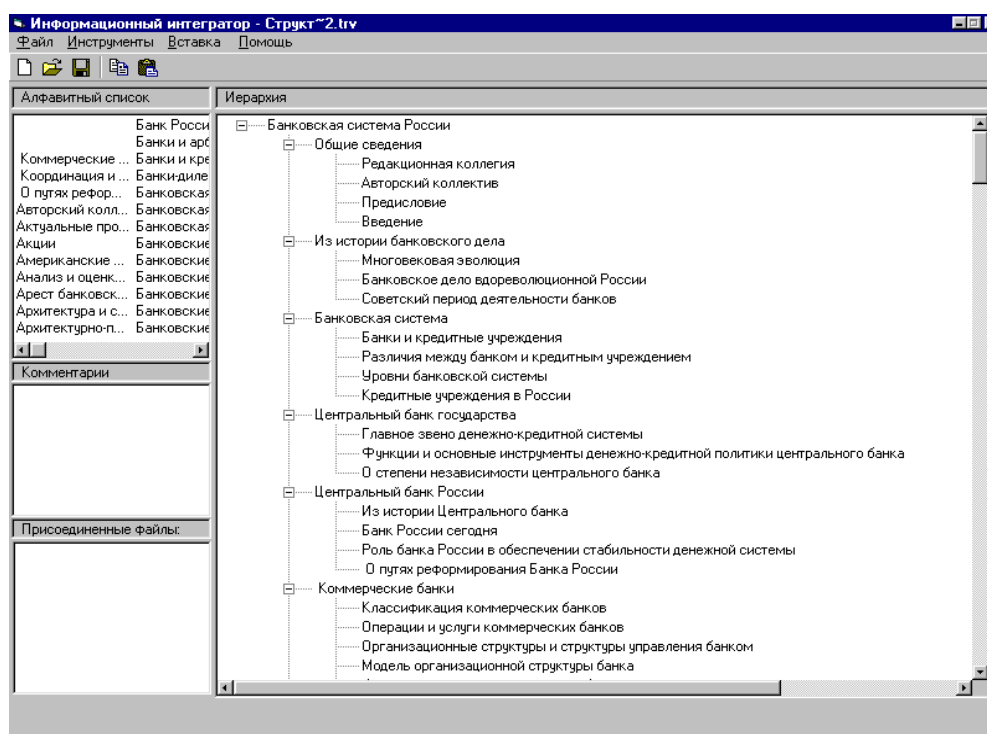 Информационный интегратор - Структ~2.trv
Файл Инструменты Вставка Помощь
Алфавитный список
Банк Росси
Банки и арб
Коммерческие ... Банки и кре
Координация и ... Банки-диле
О путях рефор... Банковская
Авторский колл... Банковская
Актуальные про... Банковская
Акции Банковские
Американские ... Банковские
Анализ и оценк... Банковские
Арест банковск... Банковские
Архитектура и с... Банковские
Архитектурно-п... Банковские
Комментарии
Присоединенные файлы:
Иерархия
Банковская система России
Общие сведения
Редакционная коллегия
Авторский коллектив
Предисловие
Введение
Из истории банковского дела
Многовековая эволюция
Банковское дело вдореволюционной России
Советский период деятельности банков
Банковская система
Банки и кредитные учреждения
Различия между банком и кредитным учреждением
Уровни банковской системы
Кредитные учреждения в России
Центральный банк государства
Главное звено денежно-кредитной системы
Функции и основные инструменты денежно-кредитной политики центрального банка
О степени независимости центрального банка
Центральный банк России
Из истории Центрального банка
Банк России сегодня
Роль банка России в обеспечении стабильности денежной системы
О путях реформирования Банка России
Коммерческие банки
Классификация коммерческих банков
Операции и услуги коммерческих банков
Организационные структуры и структуры управления банком
Модель организационной структуры банка